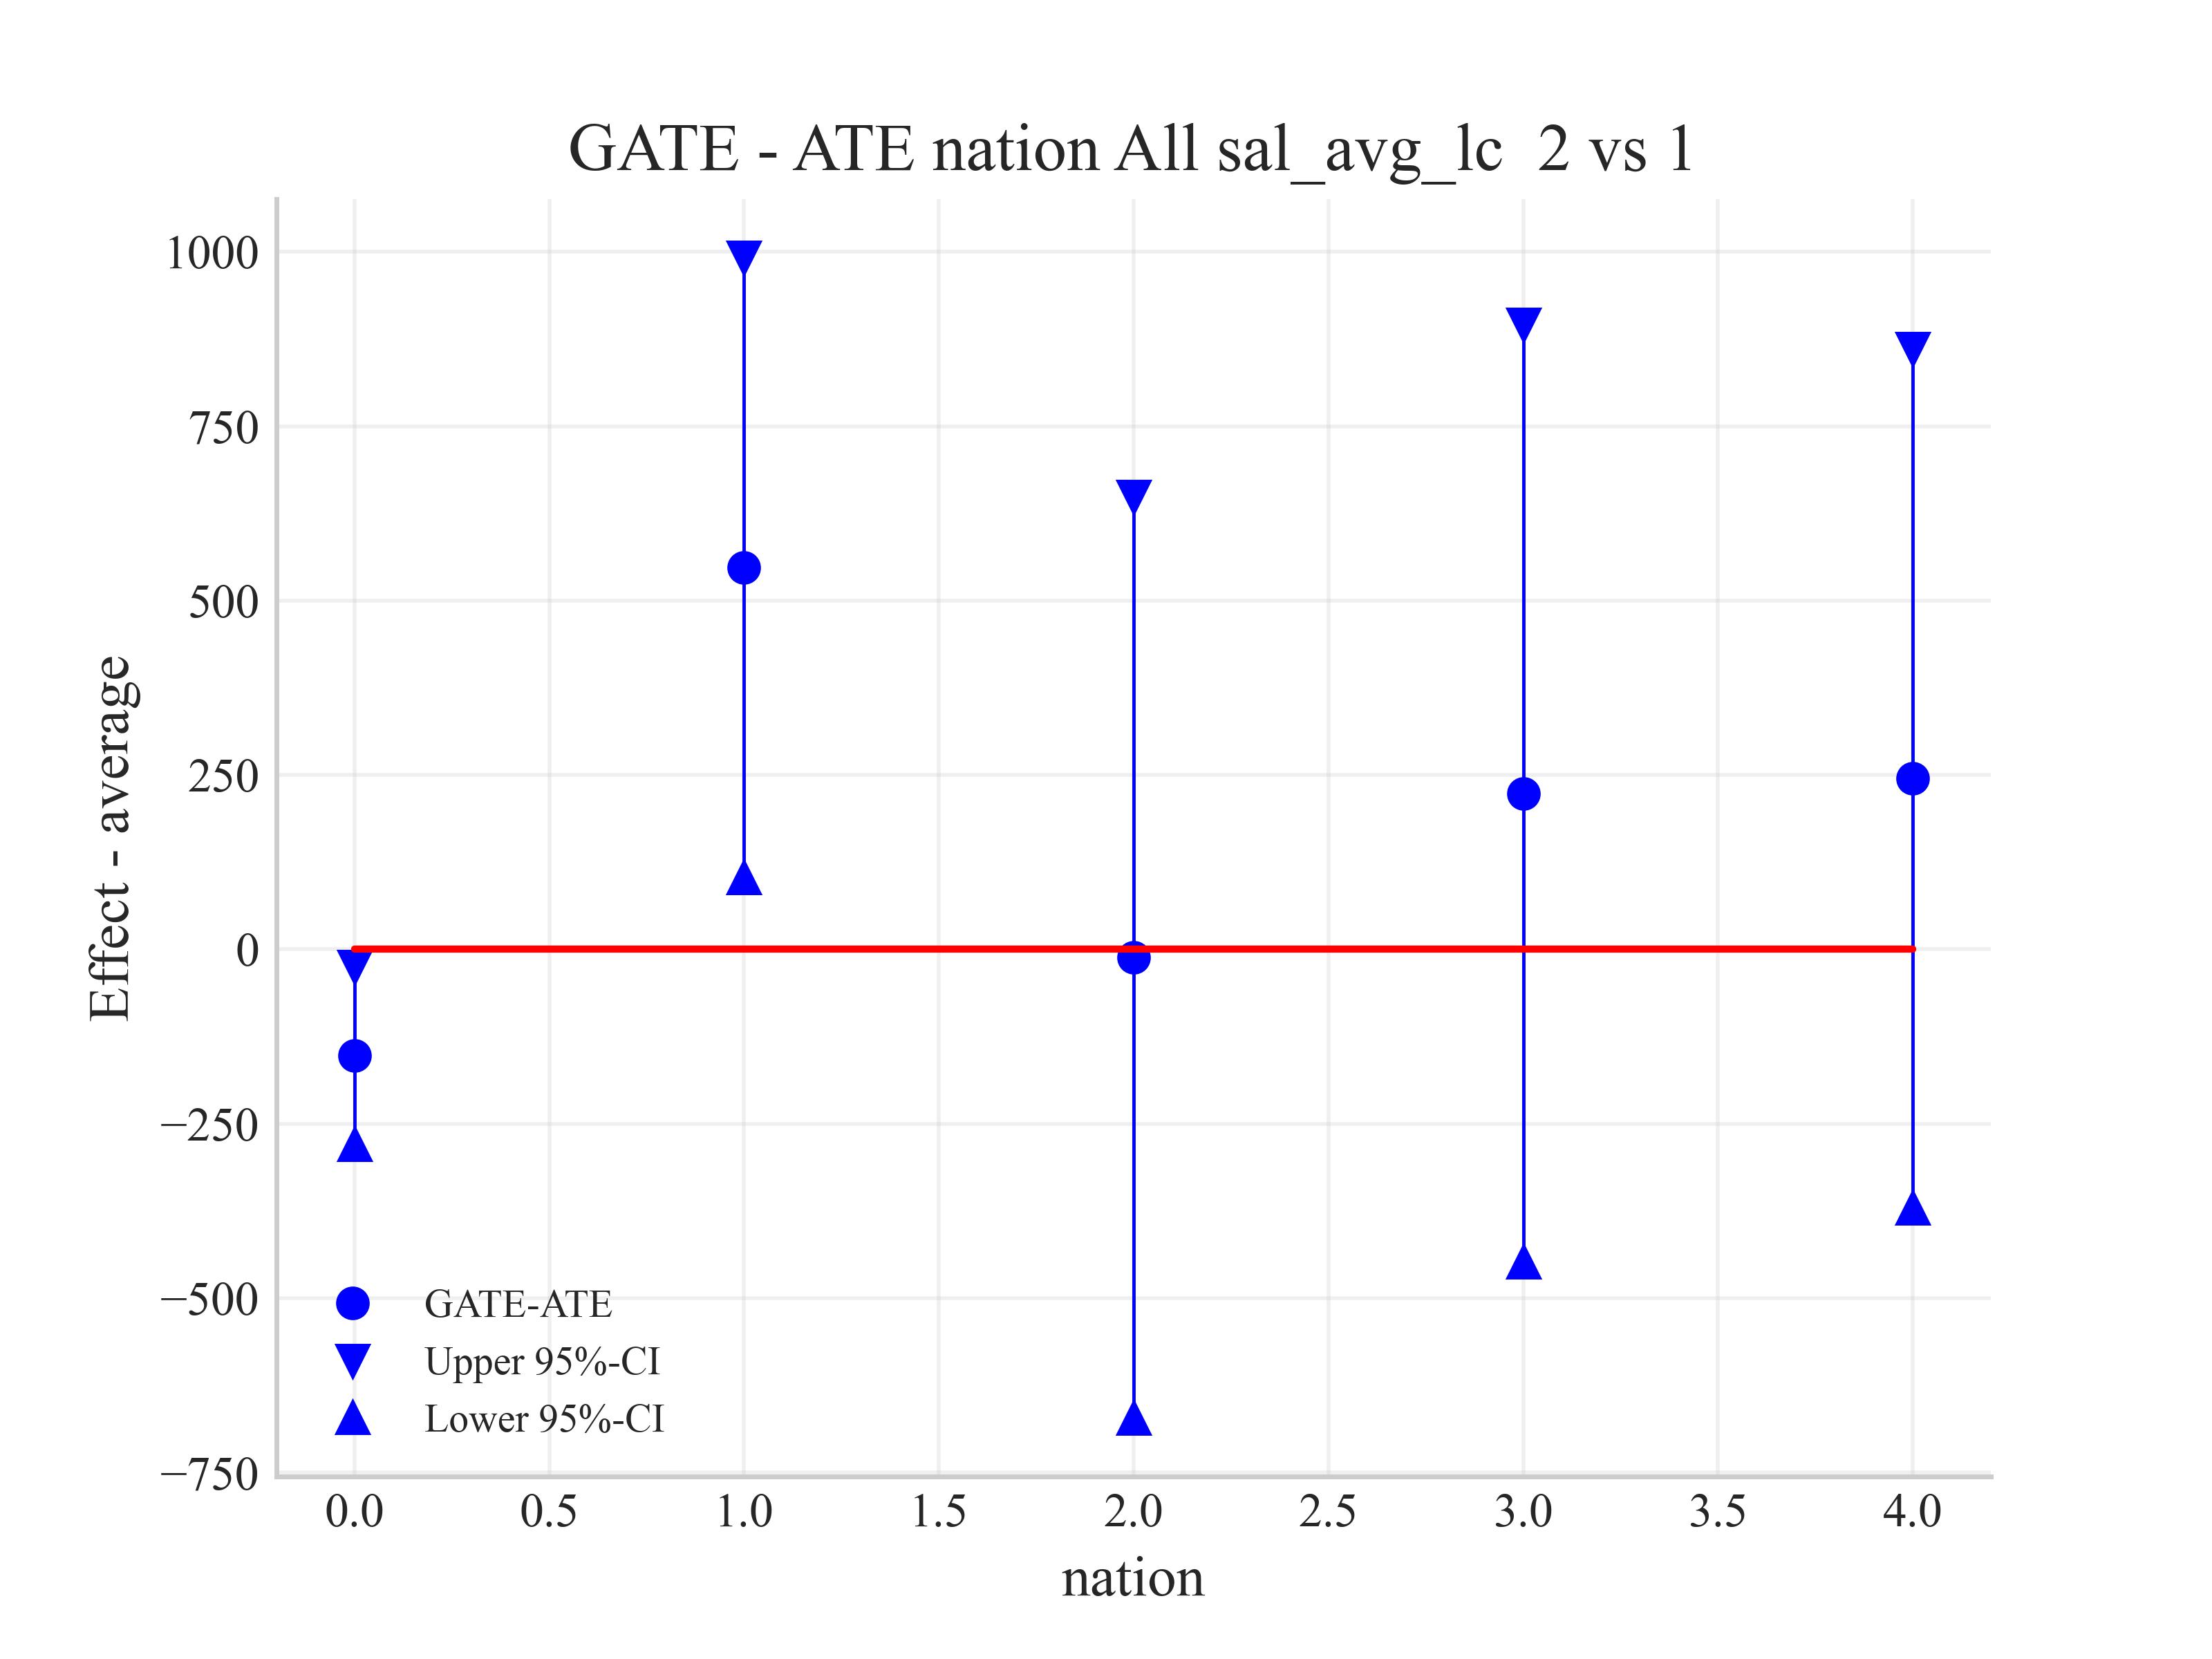 GATE - ATE nation All sal_avg_lc 2 vs 1
Effect - average
1000
750
500
250
0
−250
−500
−750
GATE-ATE
Upper 95%-CI
Lower 95%-CI
0.0 0.5 1.0 1.5 2.0 2.5 3.0 3.5 4.0
nation